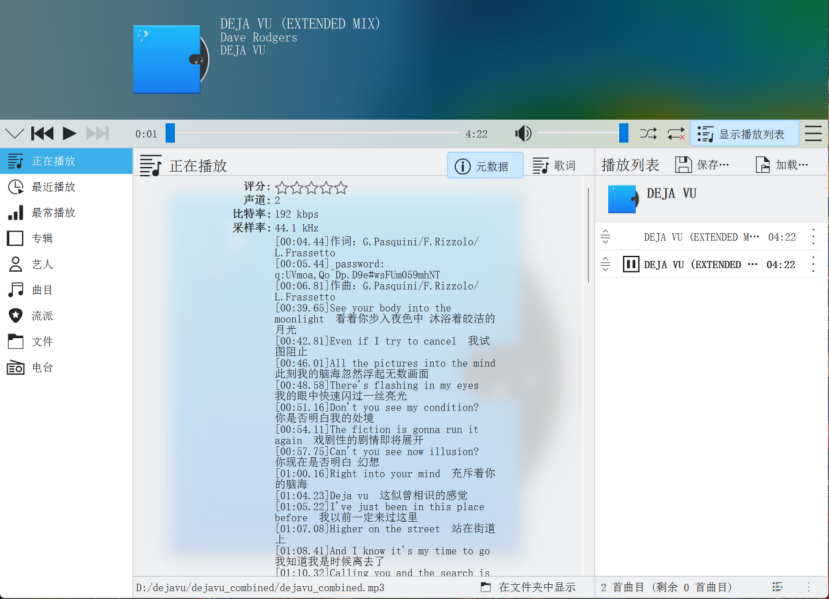 DEJA VU (EXTENDED MIX)
Dave Rodgers
DEJA VU
0:01
4:22
显示播放列表
正在播放
最近播放
最常播放
专辑
艺人
曲目
流派
文件
电台
正在播放
元数据
歌词
评分:
声道: 2
比特率: 192 kbps
采样率: 44.1 kHz
[00:04.44]作词: G.Pasquini/F.Rizzolo/
L.Frassetto
[00:05.44]_password:
q:UVmoa,Qo_Dp.D9e#wsFUm059mhNT
[00:06.81]作曲: G.Pasquini/F.Rizzolo/
L.Frassetto
[00:39.65]See your body into the
moonlight  看着你步入夜色中 沐浴着皎洁的
月光
[00:42.81]Even if I try to cancel  我试
图阻止
[00:46.01]All the pictures into the mind
此刻我的脑海忽然浮起无数画面
[00:48.58]There's flashing in my eyes
我的眼中快速闪过一丝亮光
[00:51.16]Don't you see my condition?
你是否明白我的处境
[00:54.11]The fiction is gonna run it
again  戏剧性的剧情即将展开
[00:57.75]Can't you see now illusion?
你现在是否明白 幻想
[01:00.16]Right into your mind  充斥着你
的脑海
[01:04.23]Deja vu  这似曾相识的感觉
[01:05.22]I've just been in this place
before  我以前一定来过这里
[01:07.08]Higher on the street  站在街道
上
[01:08.41]And I know it's my time to go
我知道我是时候离去了
[01:10.32]Calling you and the search is
D:/dejavu/dejavu_combined/dejavu_combined.mp3
在文件夹中显示
播放列表
保存…
加载…
DEJA VU
DEJA VU (EXTENDED M… 04:22
DEJA VU (EXTENDED … 04:22
2 首曲目 (剩余 0 首曲目)